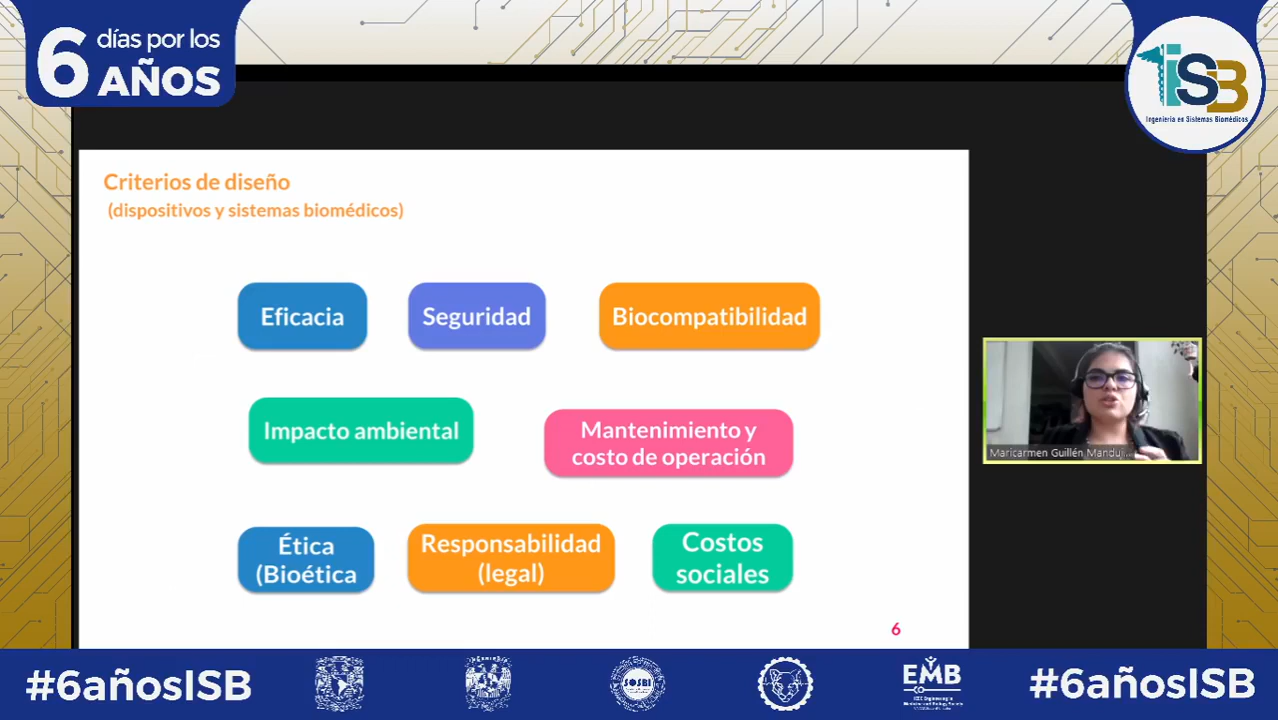 6 días por los
AÑOS
iSB
Ingeniería en Sistemas Biomédicos
Criterios de diseño
(dispositivos y sistemas biomédicos)
Eficacia
Seguridad
Biocompatibilidad
Impacto ambiental
Mantenimiento y
costo de operación
Ética
(Bioética
Responsabilidad
(legal)
Costos
sociales
6
Maricarmen Guillén Manduj...
#6añosISB
SOSBI
EMB
#6añosISB